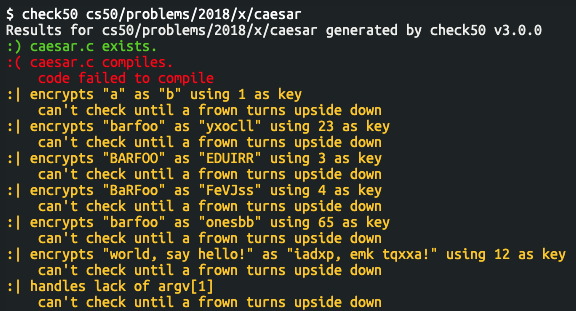 $ check50 cs50/problems/2018/x/caesar
Results for cs50/problems/2018/x/caesar generated by check50 v3.0.0
:) caesar.c exists.
:( caesar.c compiles.
code failed to compile
:| encrypts "a" as "b" using 1 as key
can't check until a frown turns upside down
:| encrypts "barfoo" as "yxocll" using 23 as key
can't check until a frown turns upside down
:| encrypts "BARFOO" as "EDUIRR" using 3 as key
can't check until a frown turns upside down
:| encrypts "BaRFoo" as "FeVJss" using 4 as key
can't check until a frown turns upside down
:| encrypts "barfoo" as "onesbb" using 65 as key
can't check until a frown turns upside down
:| encrypts "world, say hello!" as "iadxp, emk tqxxa!" using 12 as key
can't check until a frown turns upside down
:| handles lack of argv[1]
can't check until a frown turns upside down